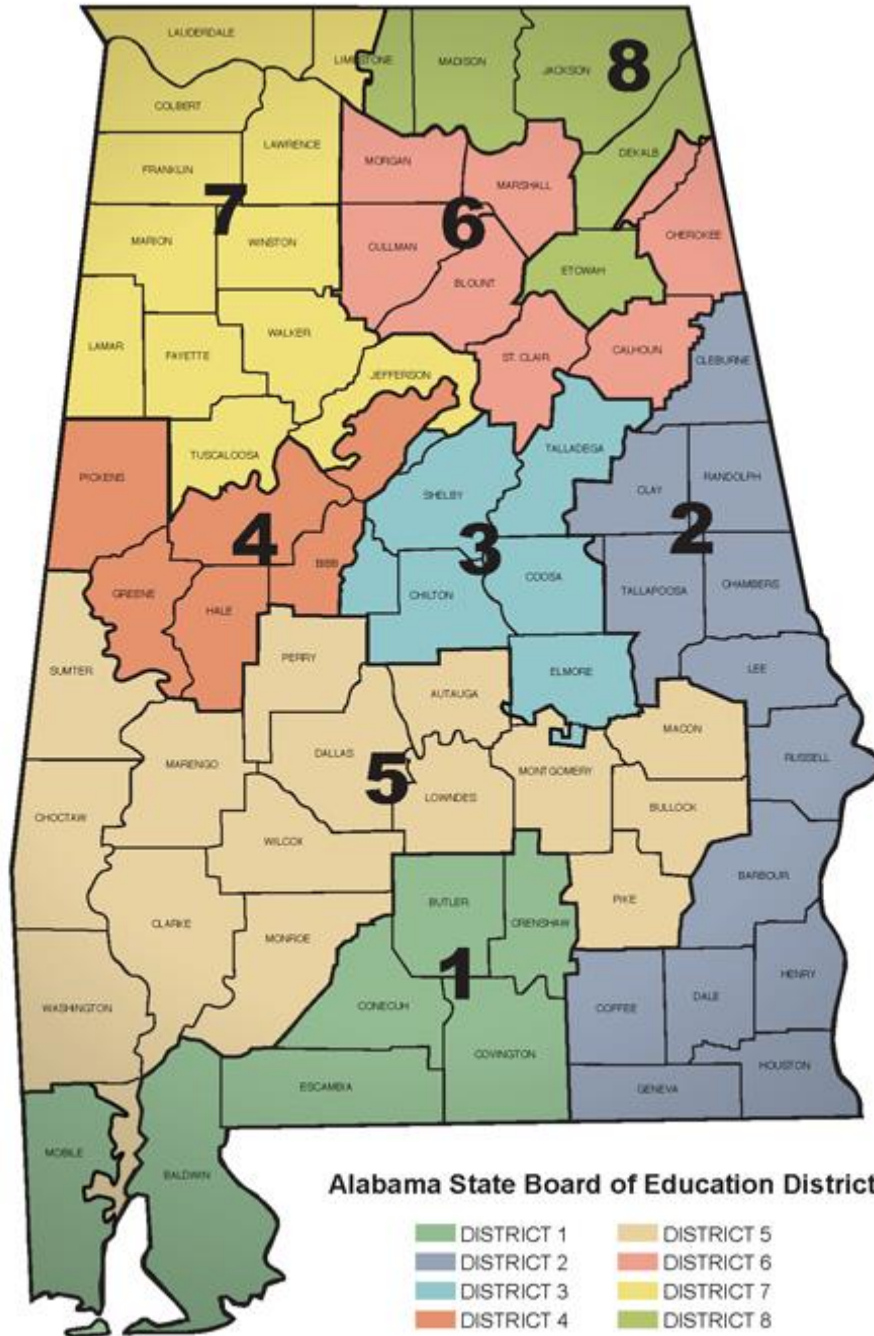 LAUDERDALE
LIMESTONE
MADISON
JACKSON
8
COLBERT
LAWRENCE
MORGAN
DEKALB
FRANKLIN
MARSHALL
7
6
CHEROKEE
MARION
WINSTON
CULLMAN
ETOWAH
BLOUNT
WALKER
LAMAR
FAYETTE
JEFFERSON
ST. CLAIR
CALHOUN
CLEBURNE
TUSCALOOSA
TALLADEGA
PICKENS
SHELBY
CLAY
RANDOLPH
4
3
2
BIBB
COOSA
GREENE
HALE
CHILTON
TALLAPOOSA
CHAMBERS
PERRY
SUMTER
ELMORE
LEE
AUTAUGA
MACON
DALLAS
MARENGO
MONTGOMERY
RUSSELL
5
LOWNDES
BULLOCK
CHOCTAW
WILCOX
BARBOUR
BUTLER
PIKE
CLARKE
CRENSHAW
MONROE
1
HENRY
DALE
COFFEE
WASHINGTON
CONECUH
COVINGTON
HOUSTON
ESCAMBIA
GENEVA
MOBILE
BALDWIN
Alabama State Board of Education District
DISTRICT 1
DISTRICT 2
DISTRICT 3
DISTRICT 4
DISTRICT 5
DISTRICT 6
DISTRICT 7
DISTRICT 8